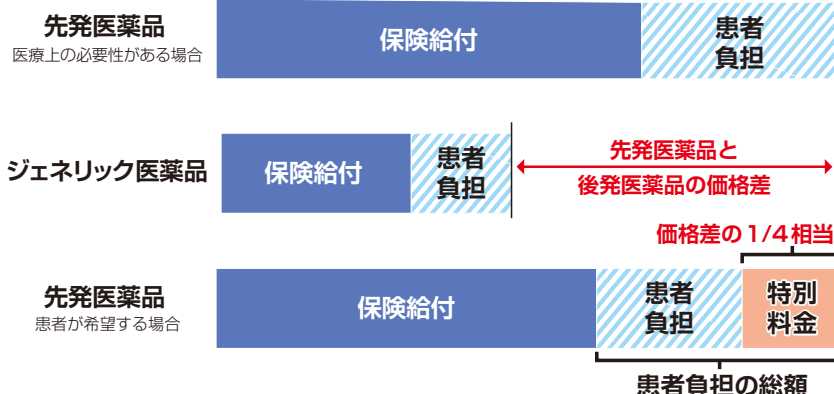 先発医薬品
医療上の必要性がある場合
保険給付
患者
負担
ジェネリック医薬品
保険給付
患者
負担
先発医薬品と
後発医薬品の価格差
価格差の1/4相当
先発医薬品
患者が希望する場合
保険給付
患者
負担
特別
料金
患者負担の総額